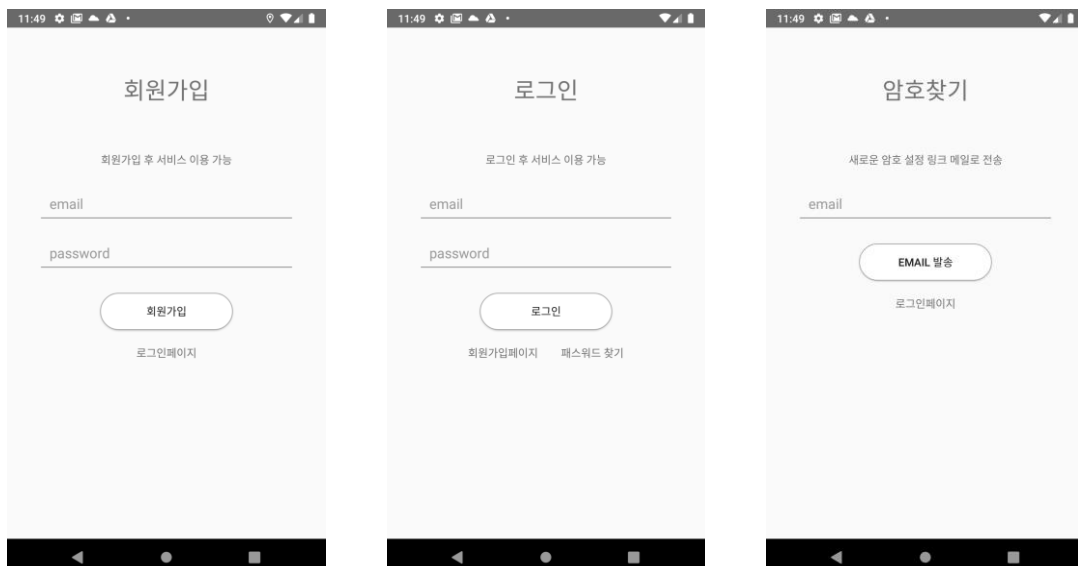 11:49
회원가입
회원가입 후 서비스 이용 가능
email
password
회원가입
로그인페이지
11:49
로그인
로그인 후 서비스 이용 가능
email
password
로그인
회원가입페이지 패스워드 찾기
11:49
암호찾기
새로운 암호 설정 링크 메일로 전송
email
EMAIL 발송
로그인페이지